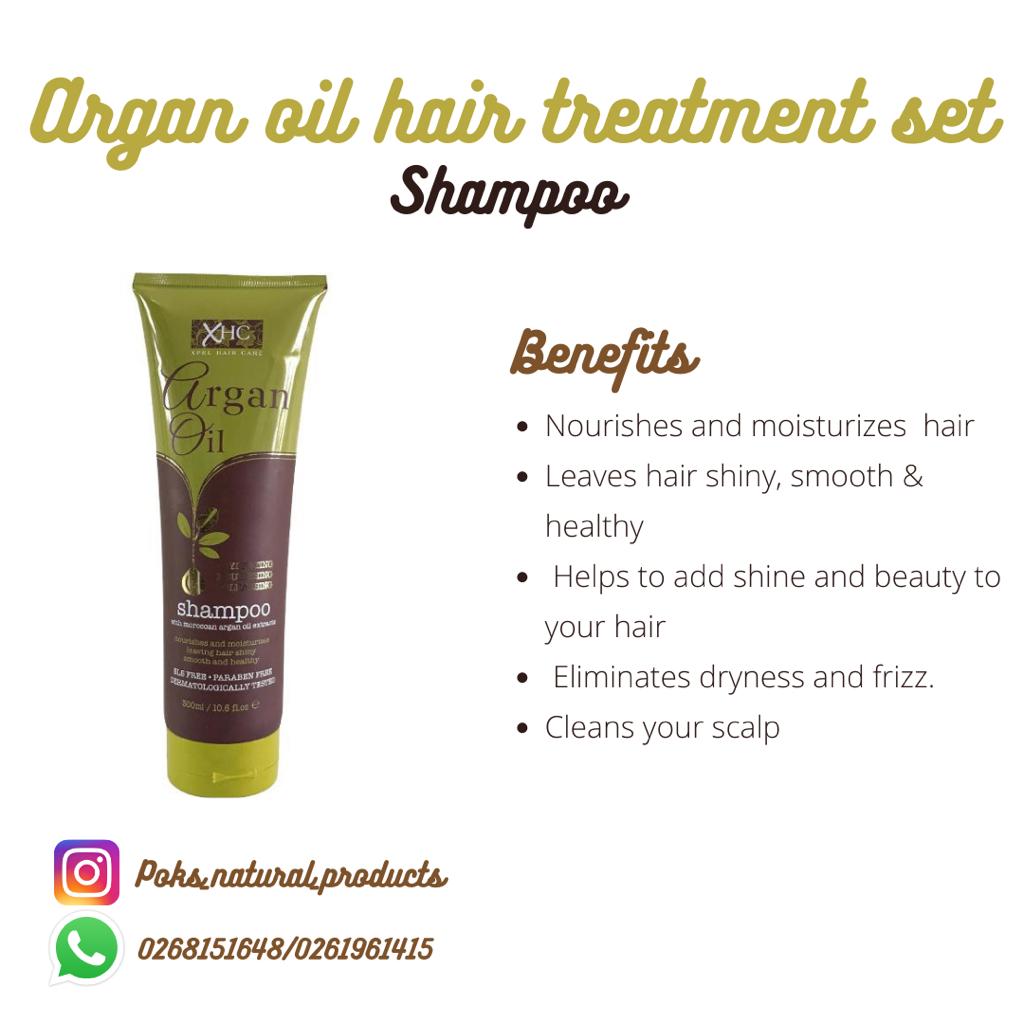 Argan oil hair treatment set
Shampoo
XHC
XPEL HAIR CARE
Argan
Oil
shampoo
with moroccan argan oil extracts
nourishes and moisturises
leaving hair shiny
smooth and healthy
SLS FREE • PARABEN FREE
DERMATOLOGICALLY TESTED
300ml / 10.6 fl.oz ℮
Benefits
• Nourishes and moisturizes hair
• Leaves hair shiny, smooth &
healthy
• Helps to add shine and beauty to
your hair
• Eliminates dryness and frizz.
• Cleans your scalp
Poks_natural_products
0268151648/0261961415